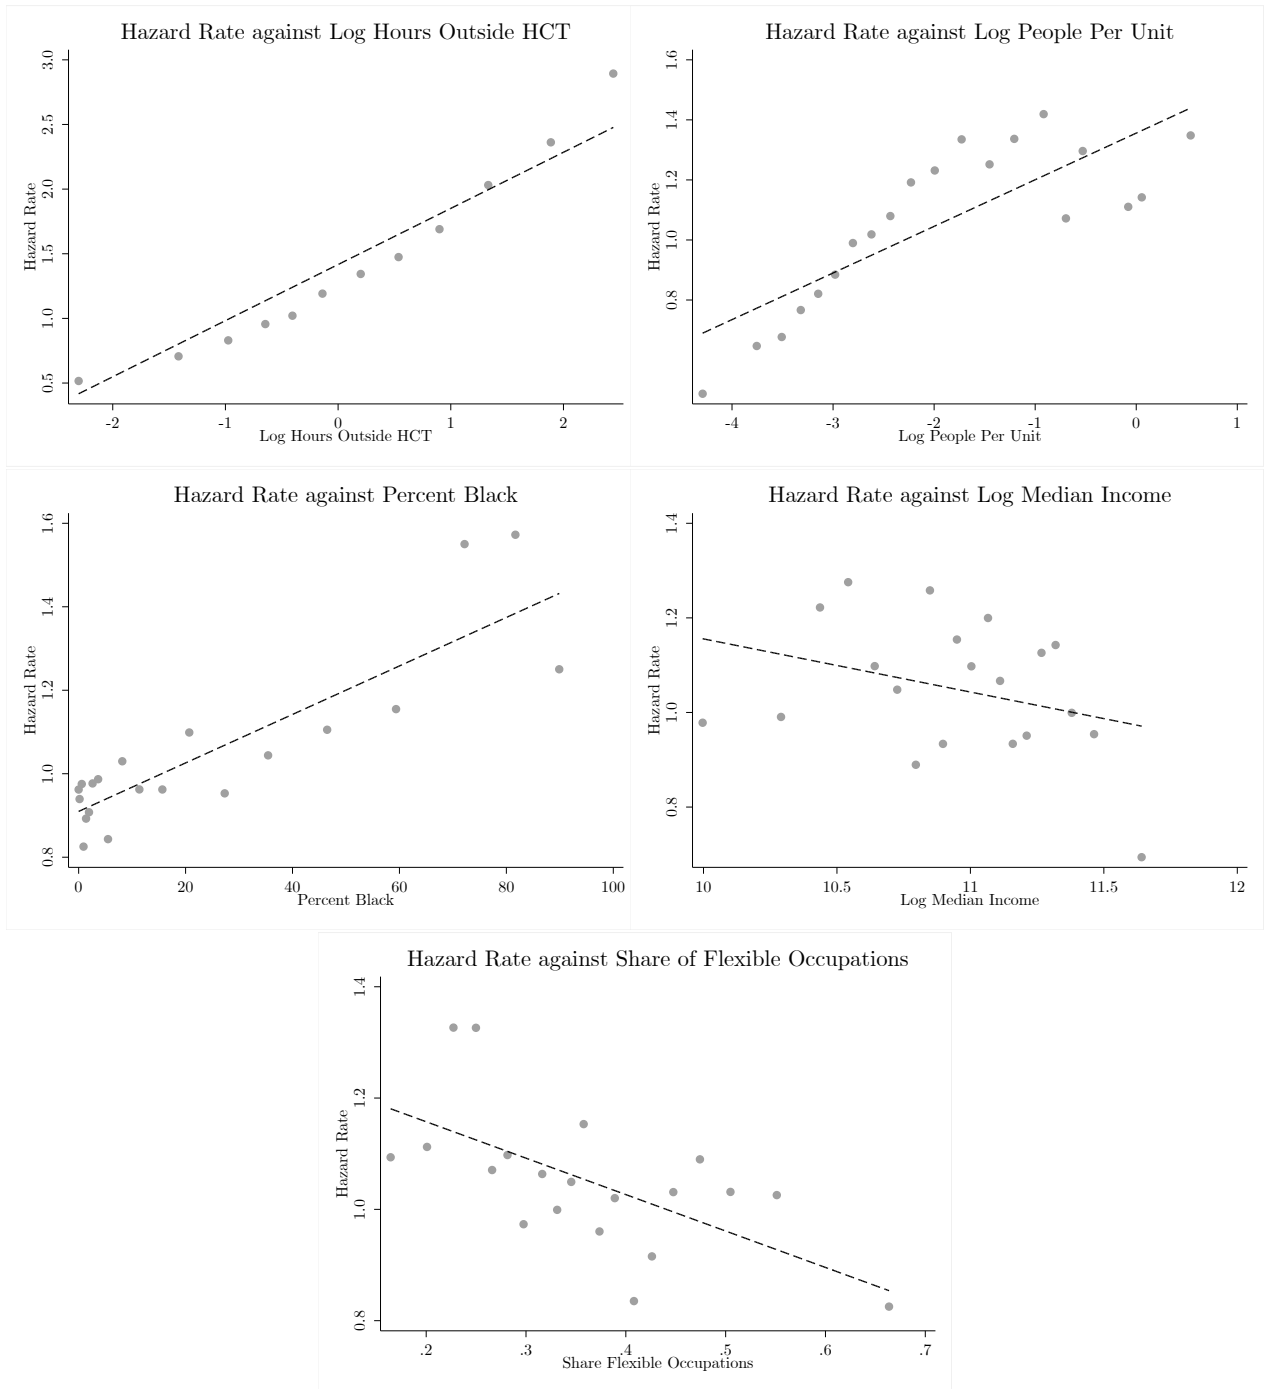 Hazard Rate against Log Hours Outside HCT
Hazard Rate
3.0
2.5
2.0
1.5
1.0
0.5
-2 -1 0 1 2
Log Hours Outside HCT
Hazard Rate against Log People Per Unit
Hazard Rate
1.6
1.4
1.2
1.0
0.8
-4 -3 -2 -1 0 1
Log People Per Unit
Hazard Rate against Percent Black
Hazard Rate
1.6
1.4
1.2
1.0
0.8
0 20 40 60 80 100
Percent Black
Hazard Rate against Log Median Income
Hazard Rate
1.4
1.2
1.0
0.8
10 10.5 11 11.5 12
Log Median Income
Hazard Rate against Share of Flexible Occupations
Hazard Rate
1.4
1.2
1.0
0.8
.2 .3 .4 .5 .6 .7
Share Flexible Occupations